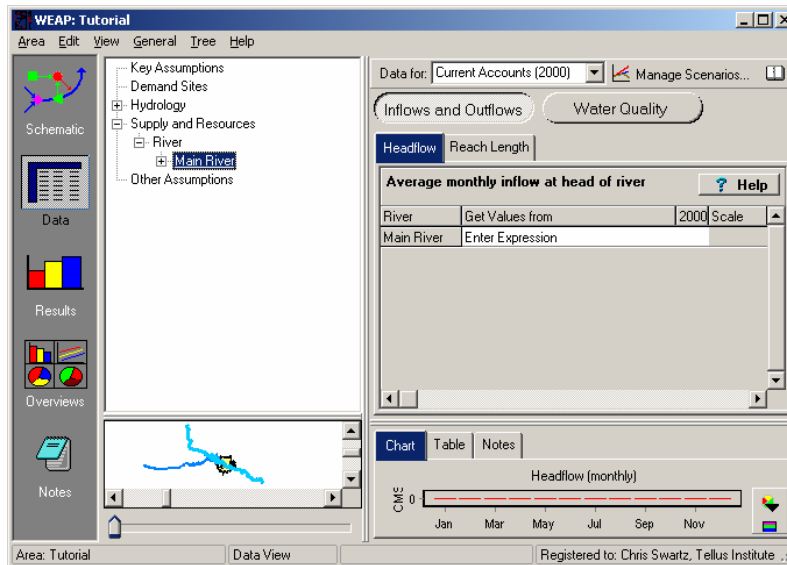 WEAP: Tutorial
Area Edit View General Tree Help
Schematic
Data
Results
Overviews
Notes
Key Assumptions
Demand Sites
Hydrology
Supply and Resources
River
Main River
Other Assumptions
Data for: Current Accounts (2000) Manage Scenarios...
Inflows and Outflows Water Quality
Headflow Reach Length
Average monthly inflow at head of river ? Help
River Get Values from 2000 Scale
Main River Enter Expression
Chart Table Notes
Headflow (monthly)
CMS
0
Jan Mar May Jul Sep Nov
Area: Tutorial Data View Registered to: Chris Swartz, Tellus Institute